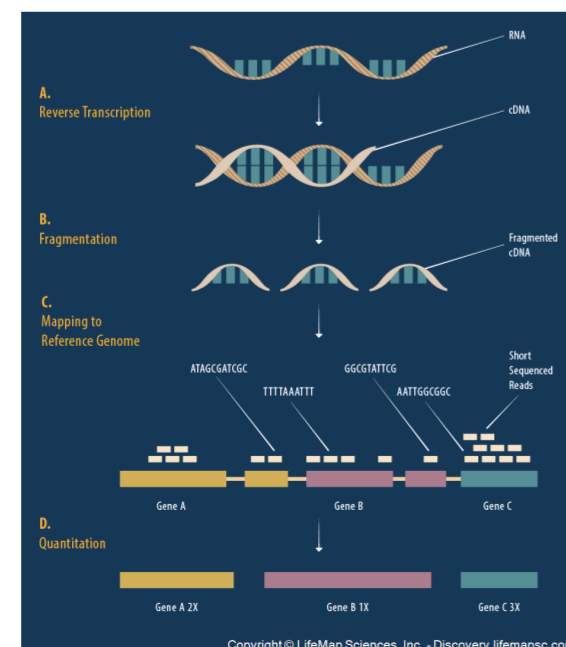 RNA
A.
Reverse Transcription
cDNA
B.
Fragmentation
Fragmented
cDNA
C.
Mapping to
Reference Genome
Short
Sequenced
Reads
ATAGCGATCGC
GGCGTATTCG
TTTTAAATTT
AATTGGCGGC
Gene A
Gene B
Gene C
D.
Quantitation
Gene A 2X
Gene B 1X
Gene C 3X
Copyright © LifeMap Sciences, Inc. - Discovery.lifemapsc.co